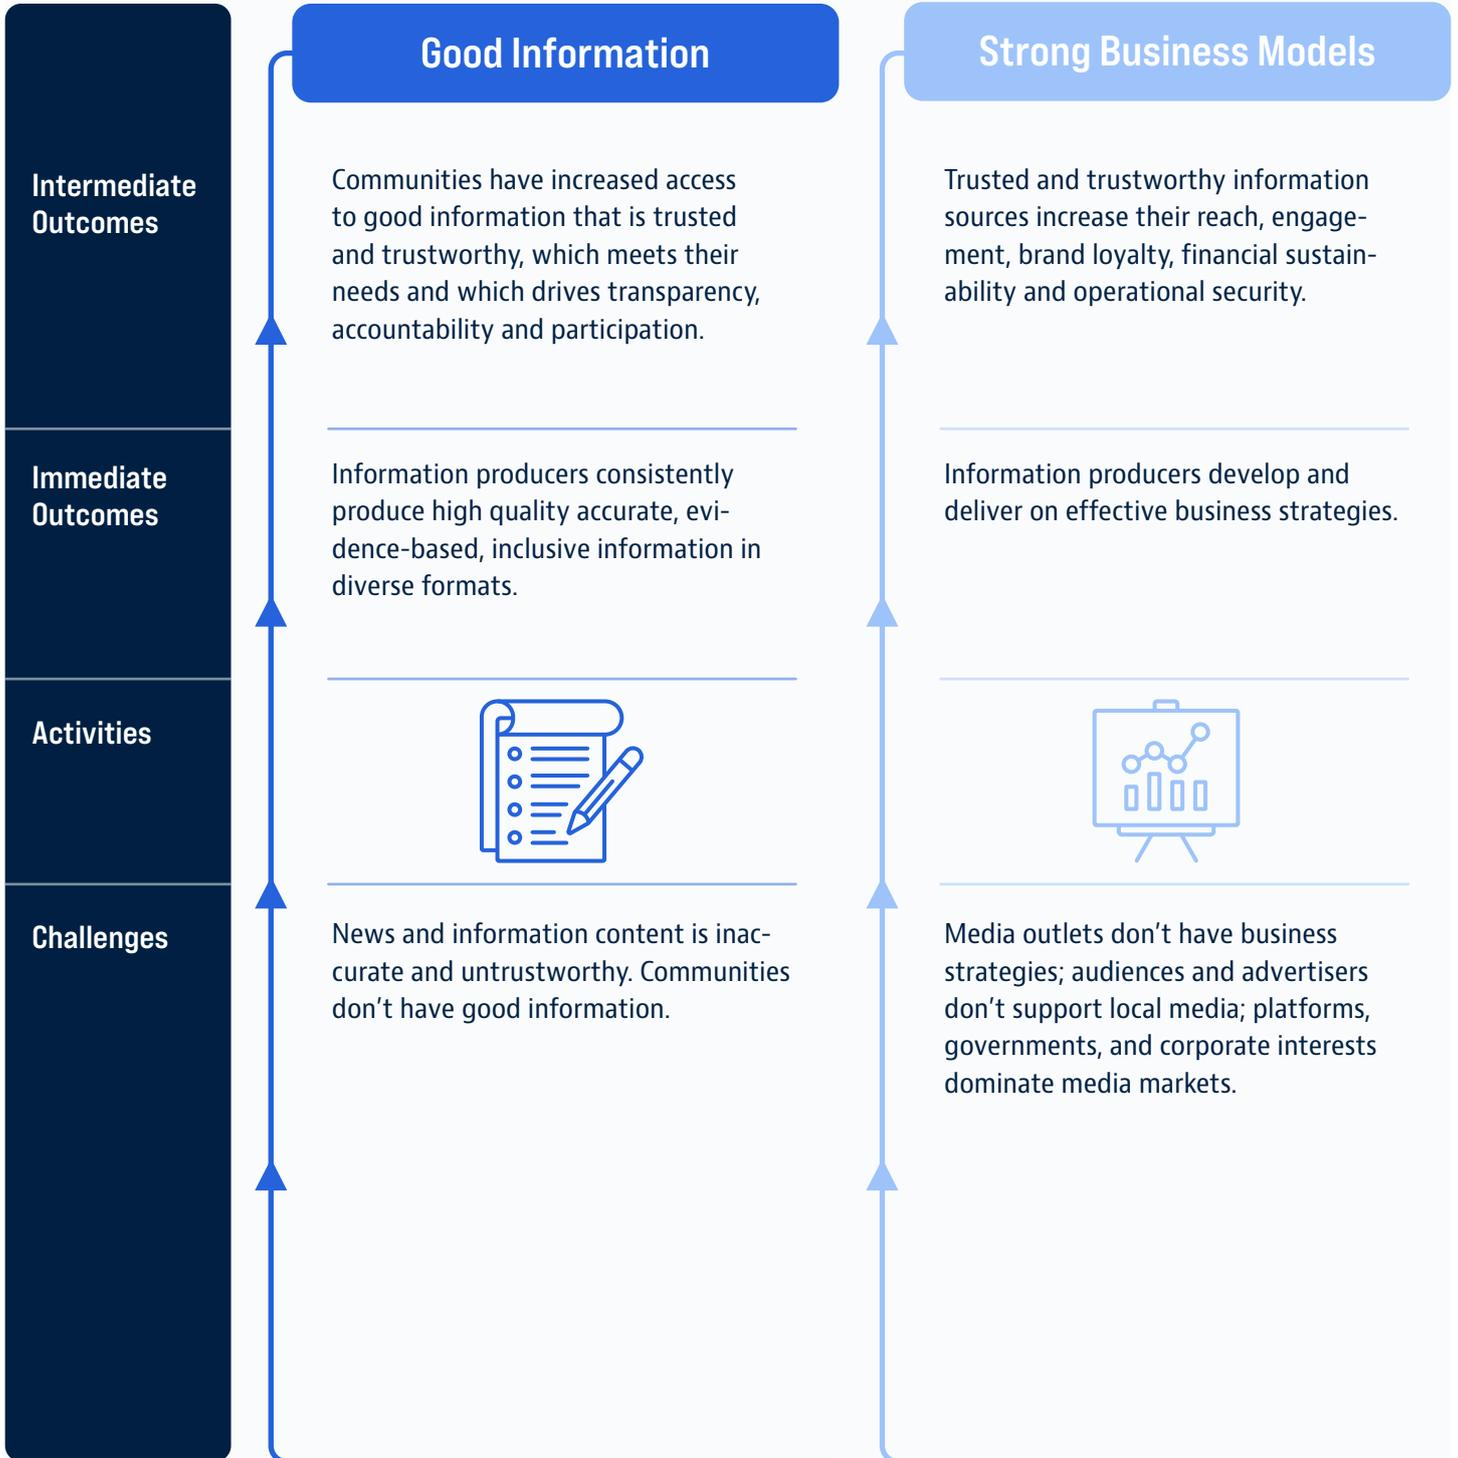 Good Information
Strong Business Models
Intermediate
Outcomes
Communities have increased access
to good information that is trusted
and trustworthy, which meets their
needs and which drives transparency,
accountability and participation.
Trusted and trustworthy information
sources increase their reach, engage-
ment, brand loyalty, financial sustain-
ability and operational security.
Immediate
Outcomes
Information producers consistently
produce high quality accurate, evi-
dence-based, inclusive information in
diverse formats.
Information producers develop and
deliver on effective business strategies.
Activities
Challenges
News and information content is inac-
curate and untrustworthy. Communities
don’t have good information.
Media outlets don’t have business
strategies; audiences and advertisers
don’t support local media; platforms,
governments, and corporate interests
dominate media markets.